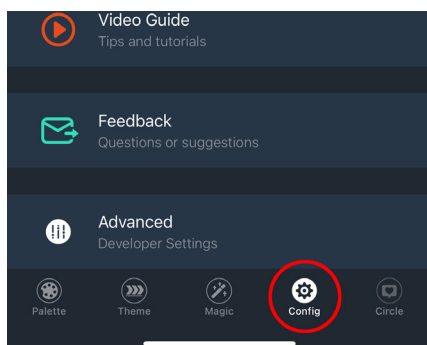 Video Guide
Tips and tutorials
Feedback
Questions or suggestions
Advanced
Developer Settings
Palette Theme Magic Config Circle